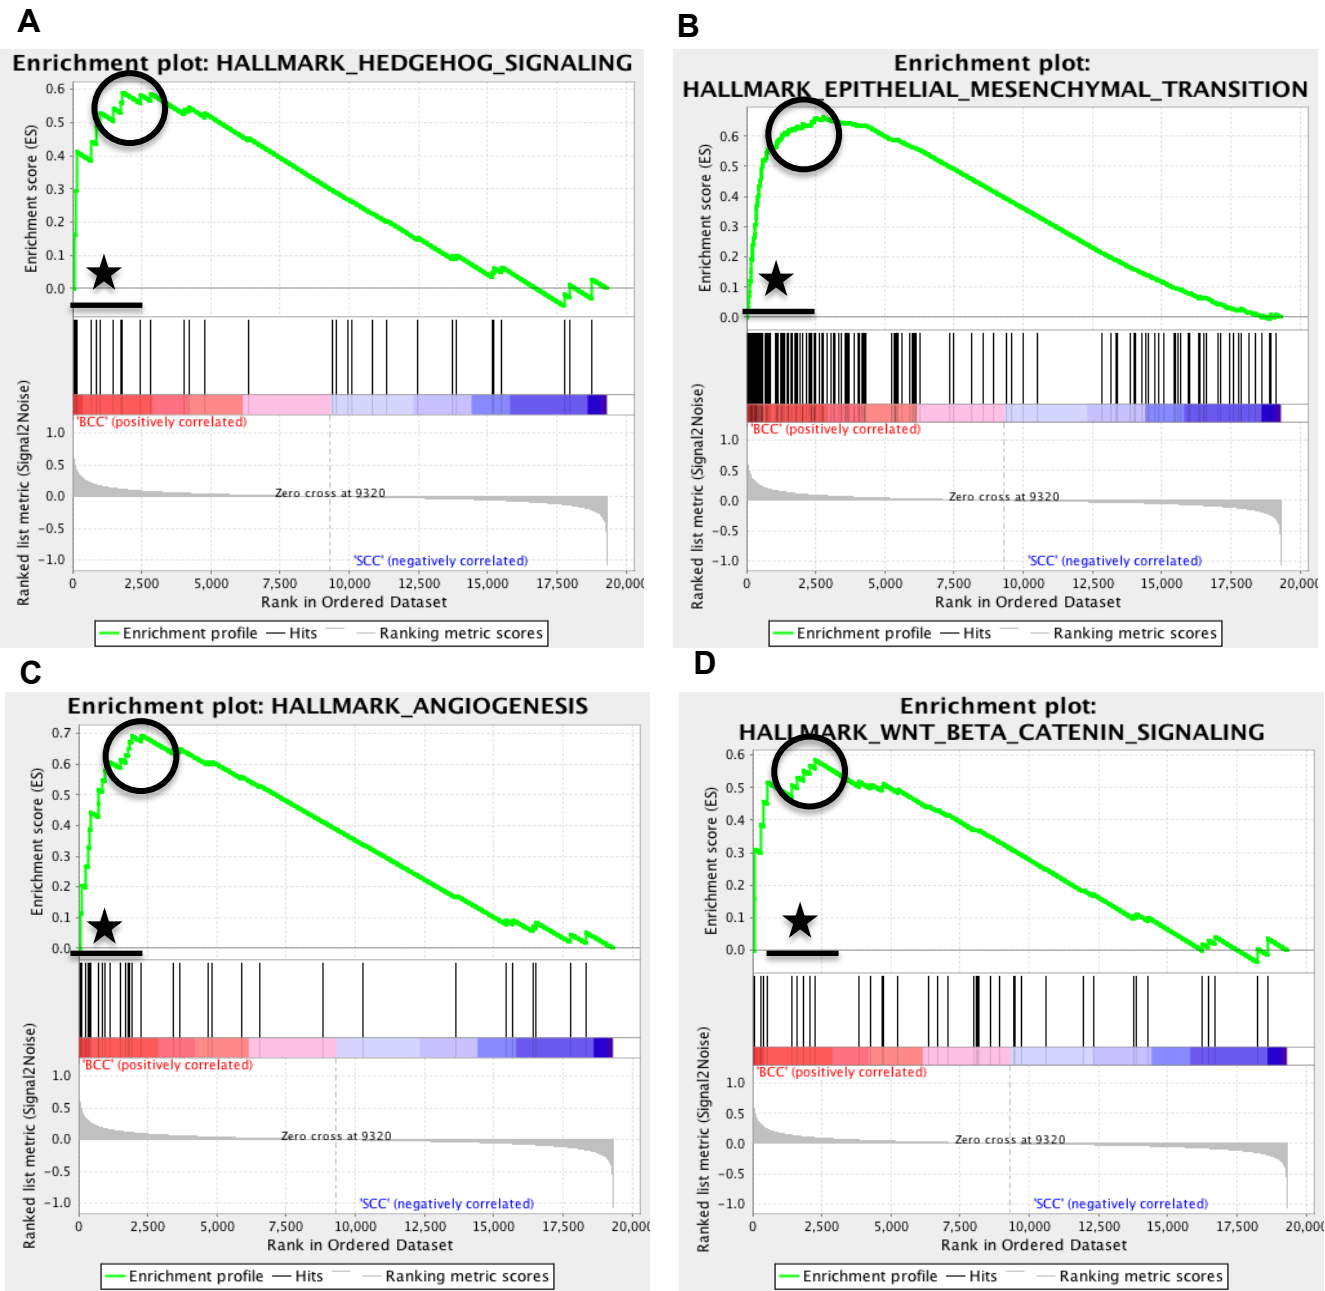 A
Enrichment plot: HALLMARK_HEDGEHOG_SIGNALING
Enrichment score (ES)
0.6
0.5
0.4
0.3
0.2
0.1
0.0
'BCC' (positively correlated)
Ranked list metric (Signal2Noise)
1.0
0.5
0.0
-0.5
-1.0
Zero cross at 9320
'SCC' (negatively correlated)
0 2,500 5,000 7,500 10,000 12,500 15,000 17,500 20,000
Rank in Ordered Dataset
Enrichment profile Hits Ranking metric scores
B
Enrichment plot:
HALLMARK_EPITHELIAL_MESENCHYMAL_TRANSITION
Enrichment score (ES)
0.6
0.5
0.4
0.3
0.2
0.1
0.0
'BCC' (positively correlated)
Ranked list metric (Signal2Noise)
1.0
0.5
0.0
-0.5
-1.0
Zero cross at 9320
'SCC' (negatively correlated)
0 2,500 5,000 7,500 10,000 12,500 15,000 17,500 20,000
Rank in Ordered Dataset
Enrichment profile Hits Ranking metric scores
C
Enrichment plot: HALLMARK_ANGIOGENESIS
Enrichment score (ES)
0.7
0.6
0.5
0.4
0.3
0.2
0.1
0.0
'BCC' (positively correlated)
Ranked list metric (Signal2Noise)
1.0
0.5
0.0
-0.5
-1.0
Zero cross at 9320
'SCC' (negatively correlated)
0 2,500 5,000 7,500 10,000 12,500 15,000 17,500 20,000
Rank in Ordered Dataset
Enrichment profile Hits Ranking metric scores
D
Enrichment plot:
HALLMARK_WNT_BETA_CATENIN_SIGNALING
Enrichment score (ES)
0.6
0.5
0.4
0.3
0.2
0.1
0.0
'BCC' (positively correlated)
Ranked list metric (Signal2Noise)
1.0
0.5
0.0
-0.5
-1.0
Zero cross at 9320
'SCC' (negatively correlated)
0 2,500 5,000 7,500 10,000 12,500 15,000 17,500 20,000
Rank in Ordered Dataset
Enrichment profile Hits Ranking metric scores